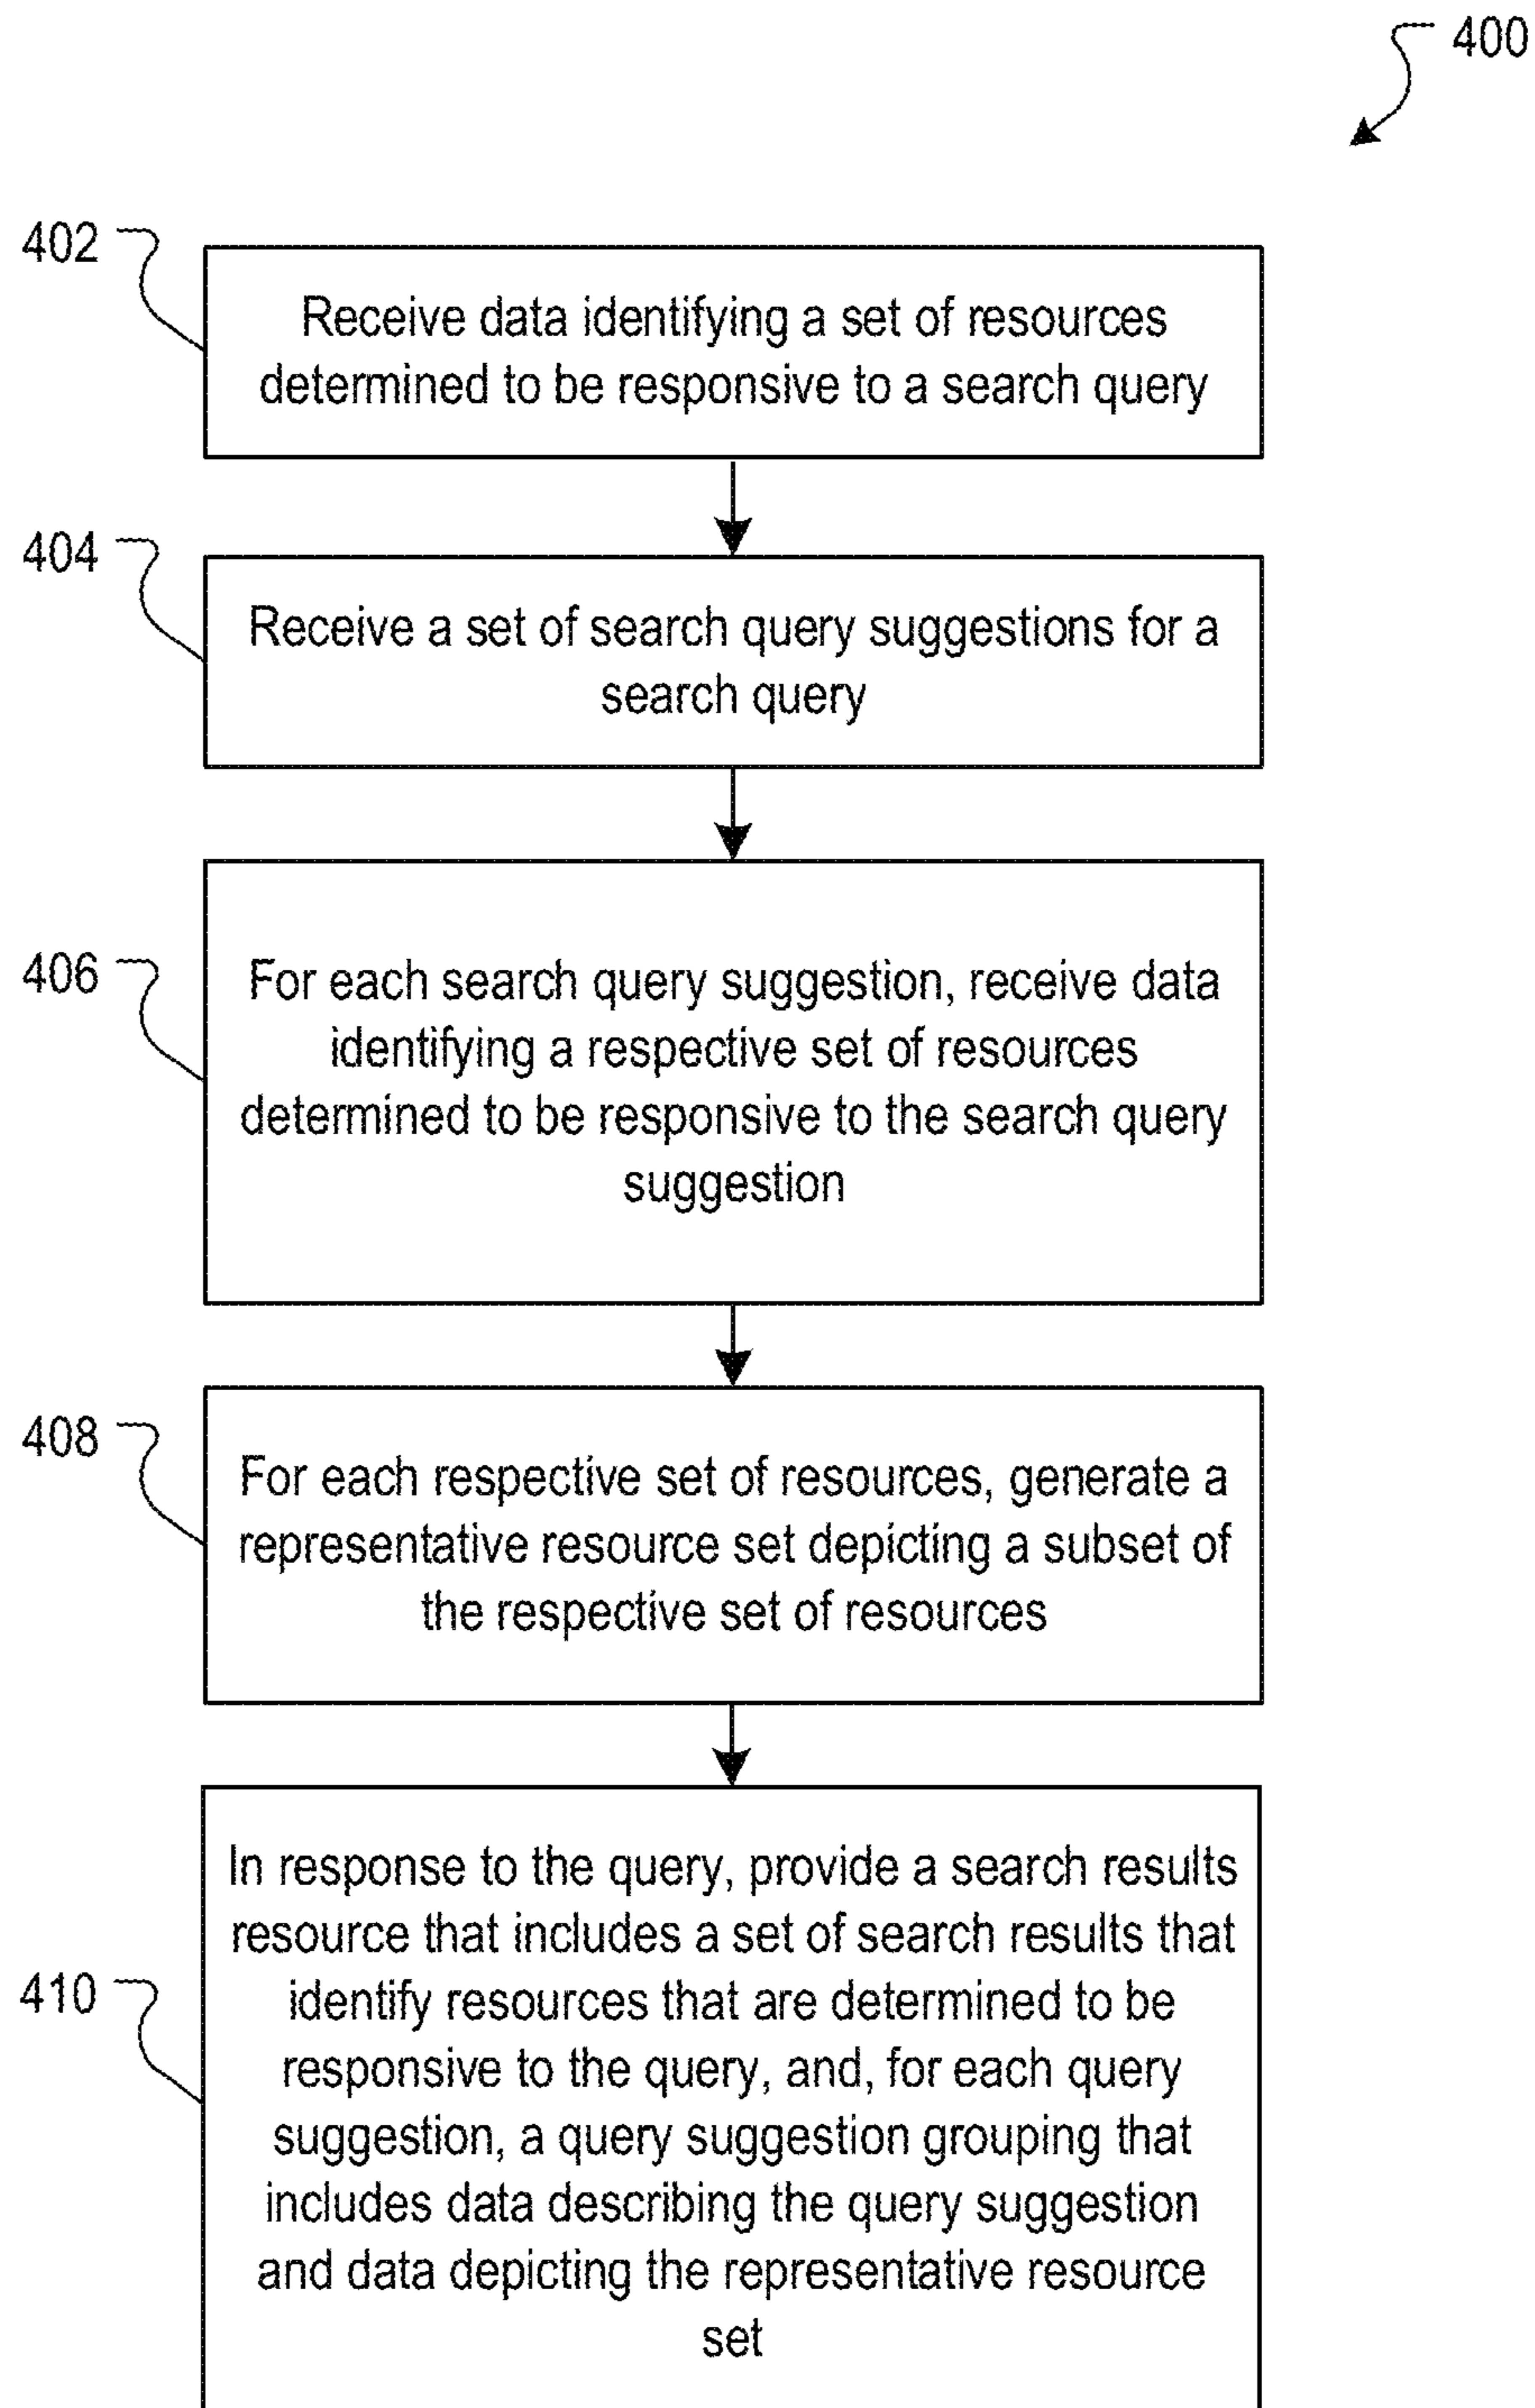 400
402
Receive data identifying a set of resources
determined to be responsive to a search query
404
Receive a set of search query suggestions for a
search query
406
For each search query suggestion, receive data
identifying a respective set of resources
determined to be responsive to the search query
suggestion
408
For each respective set of resources, generate a
representative resource set depicting a subset of
the respective set of resources
410
In response to the query, provide a search results
resource that includes a set of search results that
identify resources that are determined to be
responsive to the query, and, for each query
suggestion, a query suggestion grouping that
includes data describing the query suggestion
and data depicting the representative resource
set